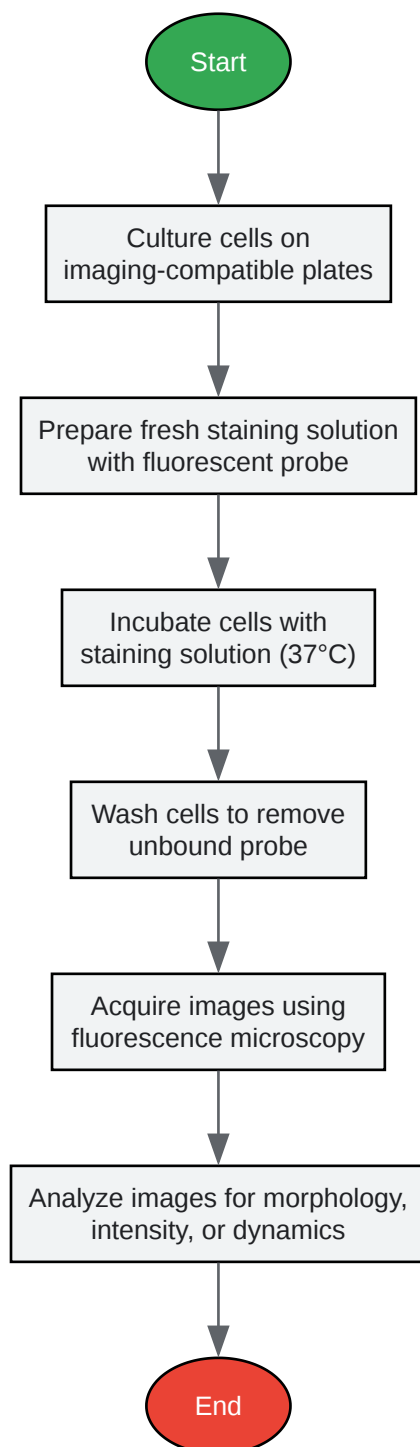 Start
Culture cells on
imaging-compatible plates
Prepare fresh staining solution
with fluorescent probe
Incubate cells with
staining solution (37°C)
Wash cells to remove
unbound probe
Acquire images using
fluorescence microscopy
Analyze images for morphology,
intensity, or dynamics
End